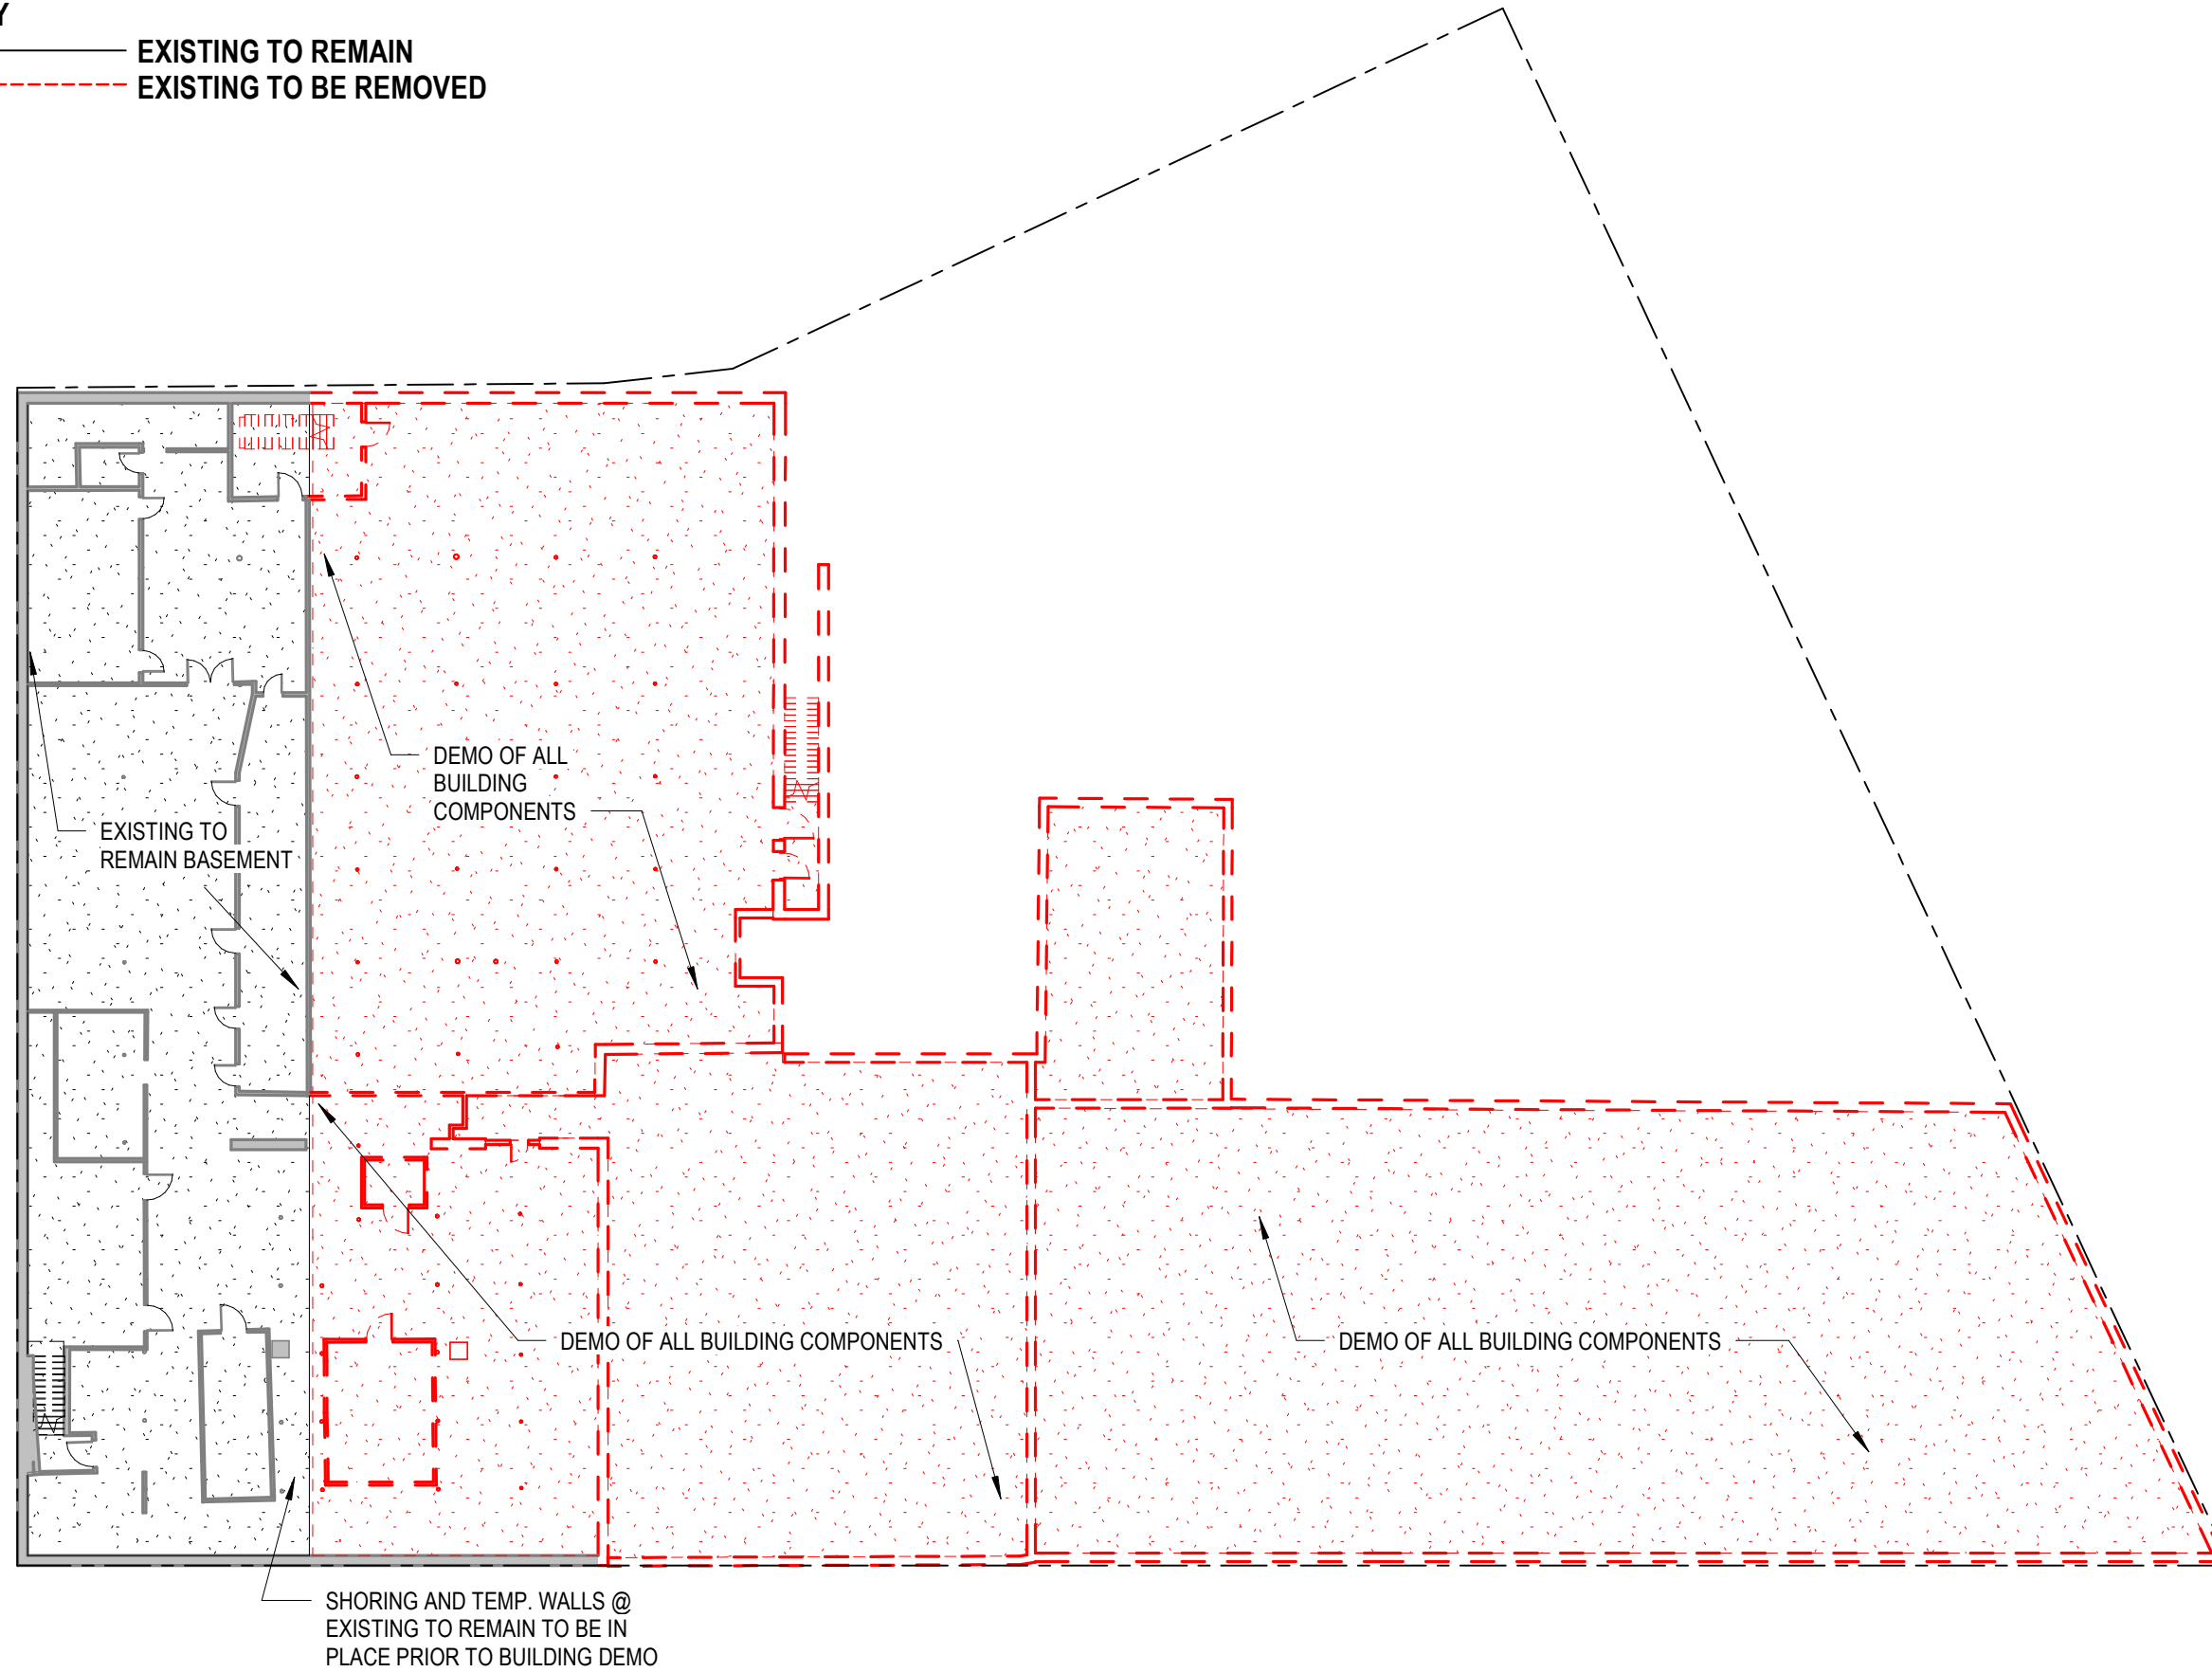 Y
EXISTING TO REMAIN
EXISTING TO BE REMOVED
DEMO OF ALL
BUILDING
COMPONENTS
EXISTING TO
REMAIN BASEMENT
DEMO OF ALL BUILDING COMPONENTS
DEMO OF ALL BUILDING COMPONENTS
SHORING AND TEMP. WALLS @
EXISTING TO REMAIN TO BE IN
PLACE PRIOR TO BUILDING DEMO